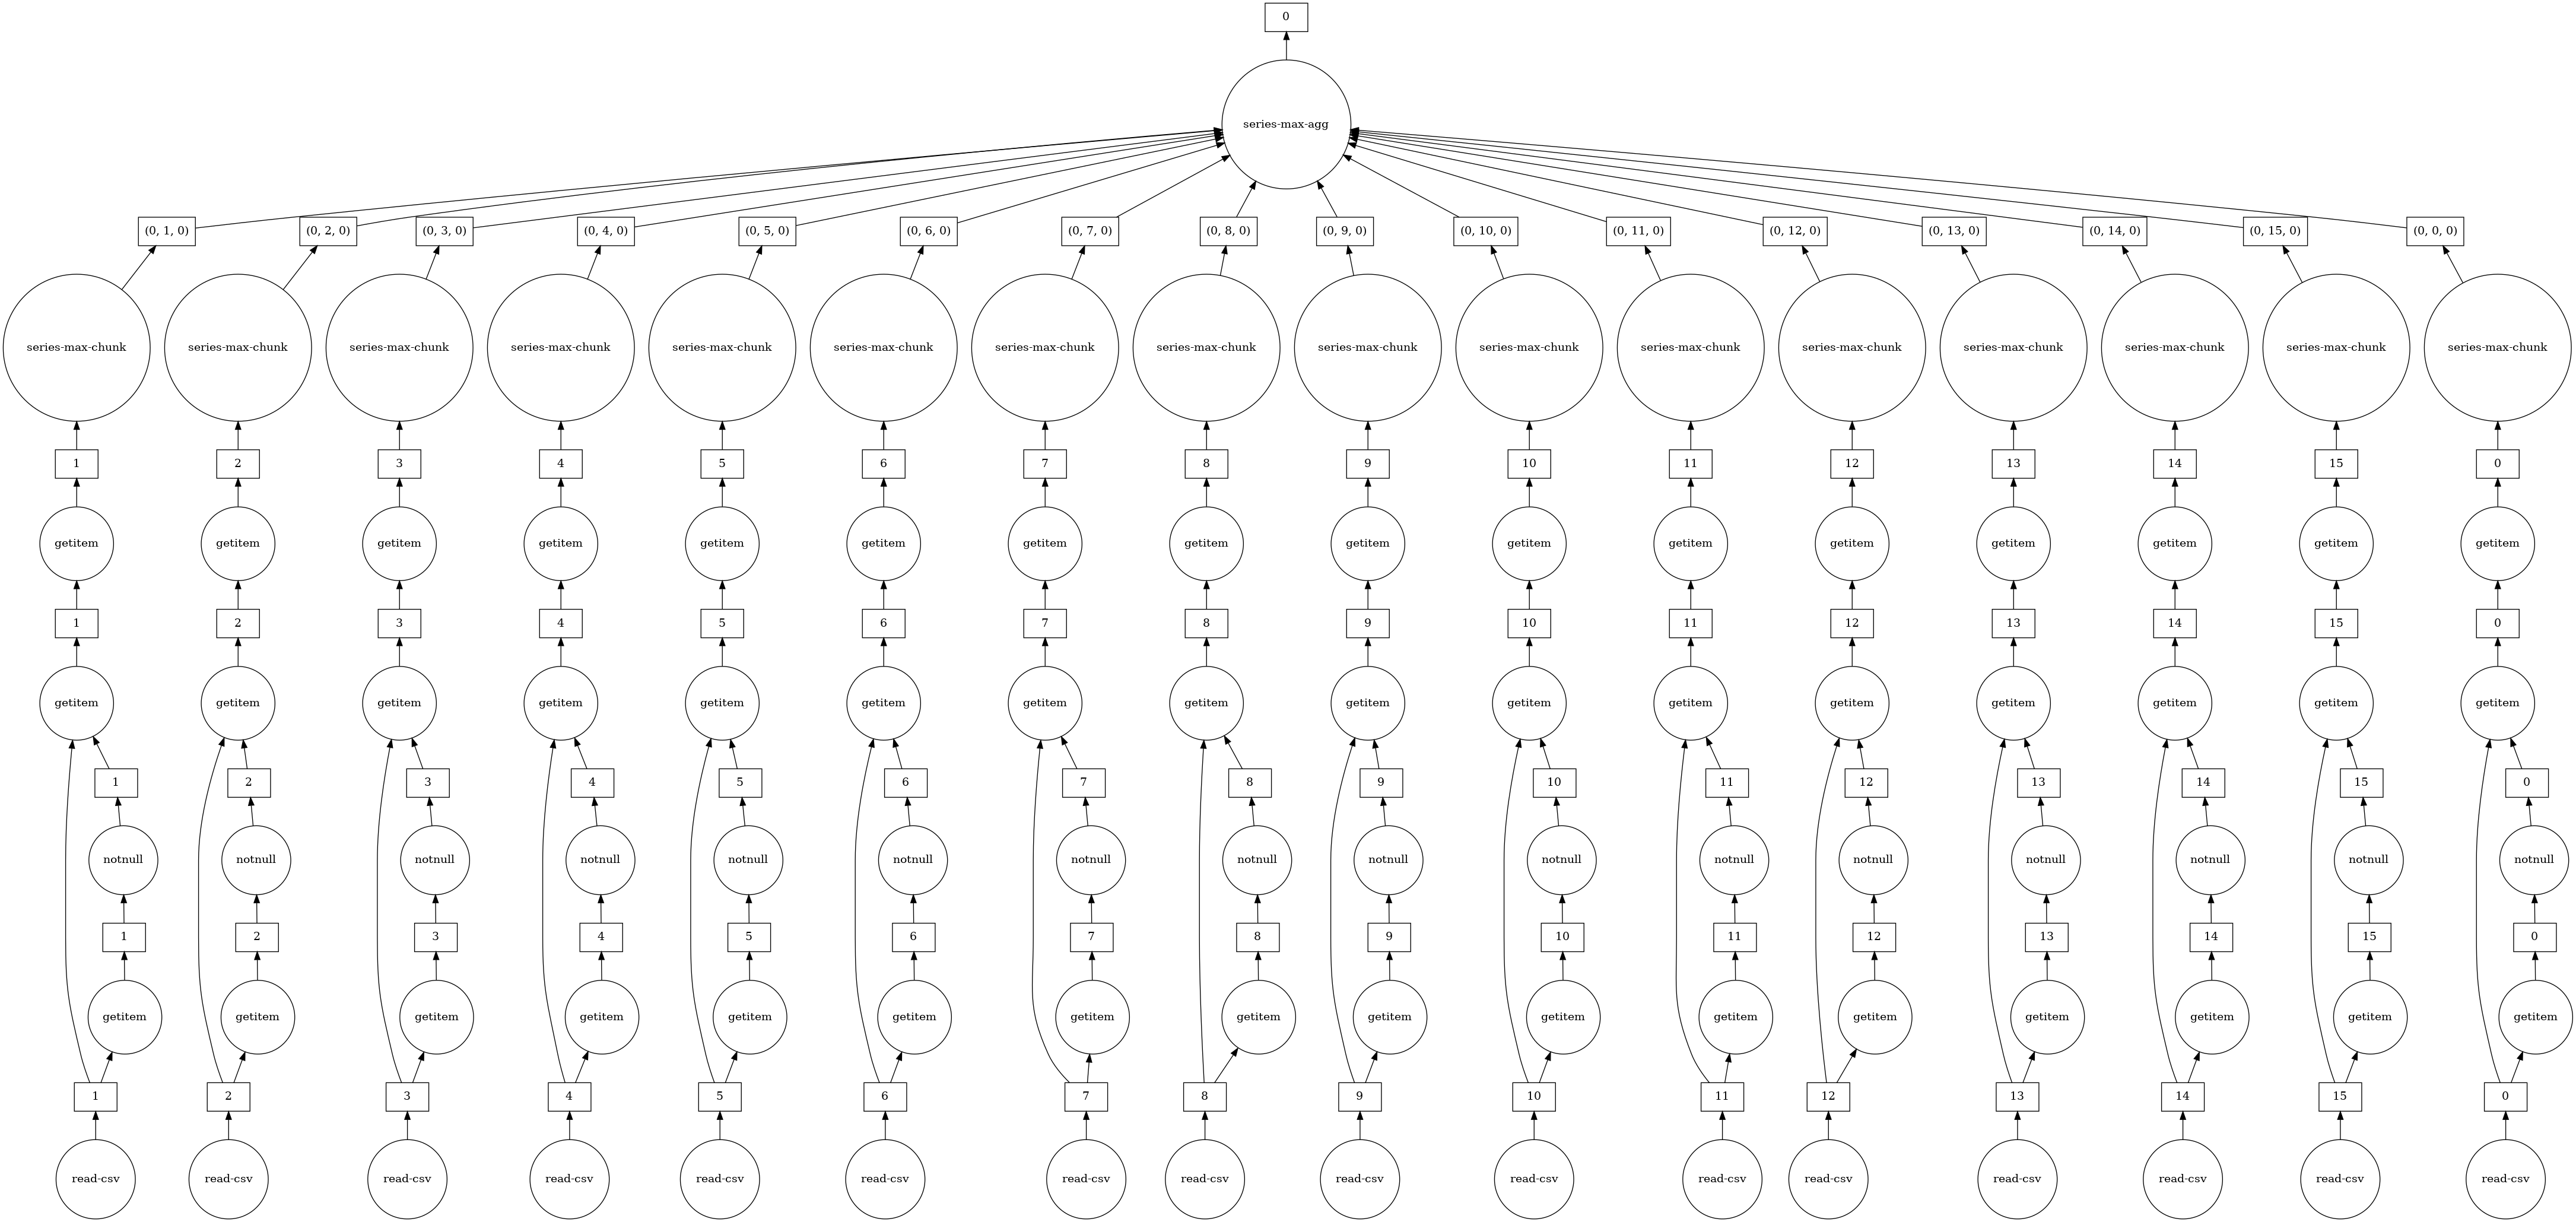 0
series-max-agg
(0, 1, 0) (0, 2, 0) (0, 3, 0) (0, 4, 0) (0, 5, 0) (0, 6, 0) (0, 7, 0) (0, 8, 0) (0, 9, 0) (0, 10, 0) (0, 11, 0) (0, 12, 0) (0, 13, 0) (0, 14, 0) (0, 15, 0) (0, 0, 0)
series-max-chunk series-max-chunk series-max-chunk series-max-chunk series-max-chunk series-max-chunk series-max-chunk series-max-chunk series-max-chunk series-max-chunk series-max-chunk series-max-chunk series-max-chunk series-max-chunk series-max-chunk series-max-chunk
1 2 3 4 5 6 7 8 9 10 11 12 13 14 15 0
getitem getitem getitem getitem getitem getitem getitem getitem getitem getitem getitem getitem getitem getitem getitem getitem
1 2 3 4 5 6 7 8 9 10 11 12 13 14 15 0
getitem getitem getitem getitem getitem getitem getitem getitem getitem getitem getitem getitem getitem getitem getitem getitem
1 2 3 4 5 6 7 8 9 10 11 12 13 14 15 0
notnull notnull notnull notnull notnull notnull notnull notnull notnull notnull notnull notnull notnull notnull notnull notnull
1 2 3 4 5 6 7 8 9 10 11 12 13 14 15 0
getitem getitem getitem getitem getitem getitem getitem getitem getitem getitem getitem getitem getitem getitem getitem getitem
1 2 3 4 5 6 7 8 9 10 11 12 13 14 15 0
read-csv read-csv read-csv read-csv read-csv read-csv read-csv read-csv read-csv read-csv read-csv read-csv read-csv read-csv read-csv read-csv